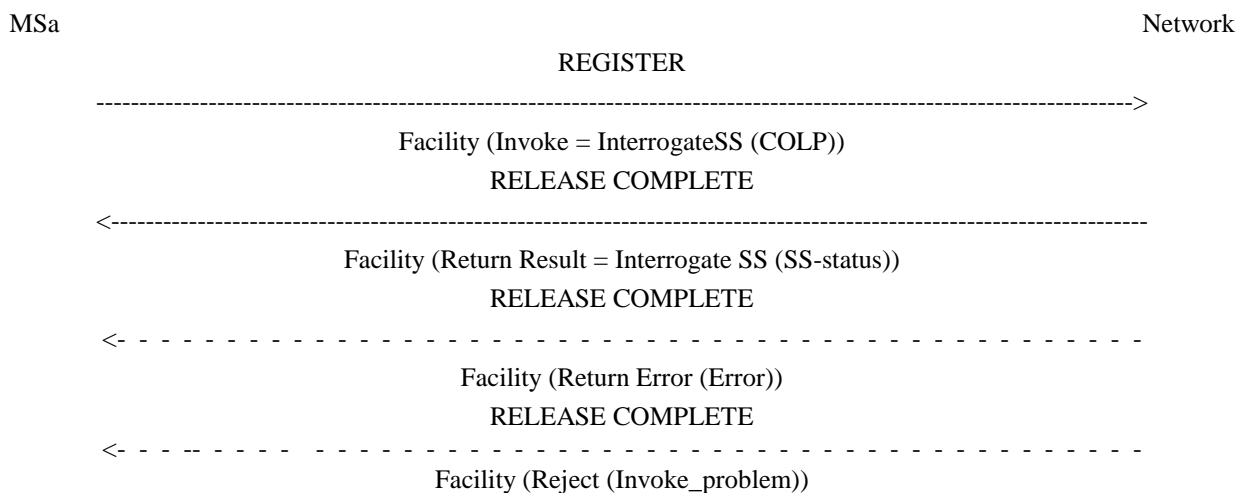 MSa Network
REGISTER
------------------------------------------------------------------------------------------------------------------------>
Facility (Invoke = InterrogateSS (COLP))
RELEASE COMPLETE
<------------------------------------------------------------------------------------------------------------------------
Facility (Return Result = Interrogate SS (SS-status))
RELEASE COMPLETE
<- - - - - - - - - - - - - - - - - - - - - - - - - - - - - - - - - - - - - - - - - - - - - - -
Facility (Return Error (Error))
RELEASE COMPLETE
<- - - -- - - - - - - - - - - - - - - - - - - - - - - - - - - - - - - - - - - - - - - - - - -
Facility (Reject (Invoke_problem))